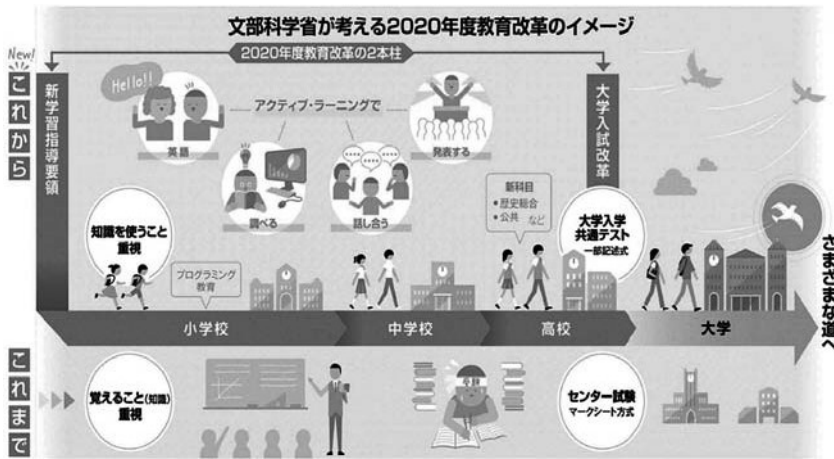 文部科学省が考える2020年度教育改革のイメージ
2020年度教育改革の2本柱
New!
これから
新学習指導要領
大学入試改革
Hello!!
英語
アクティブ・ラーニングで
調べる
話し合う
発表する
知識を使うこと
重視
プログラミング
教育
新科目
•歴史総合
•公共 など
大学入学
共通テスト
一部記述式
小学校
中学校
高校
大学
さまざまな道へ
これまで
覚えること(知識)
重視
センター試験
マークシート方式